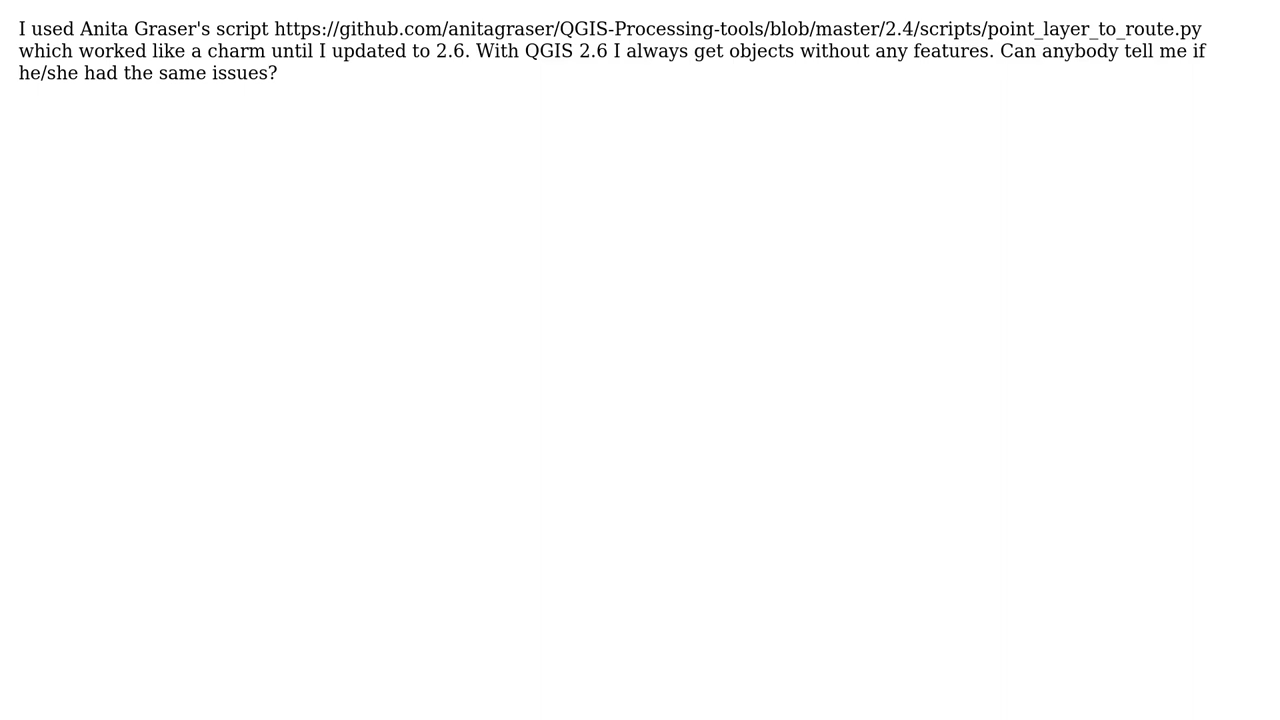 I used Anita Graser's script https://github.com/anitagraser/QGIS-Processing-tools/blob/master/2.4/scripts/point_layer_to_route.py
which worked like a charm until I updated to 2.6. With QGIS 2.6 I always get objects without any features. Can anybody tell me if
he/she had the same issues?